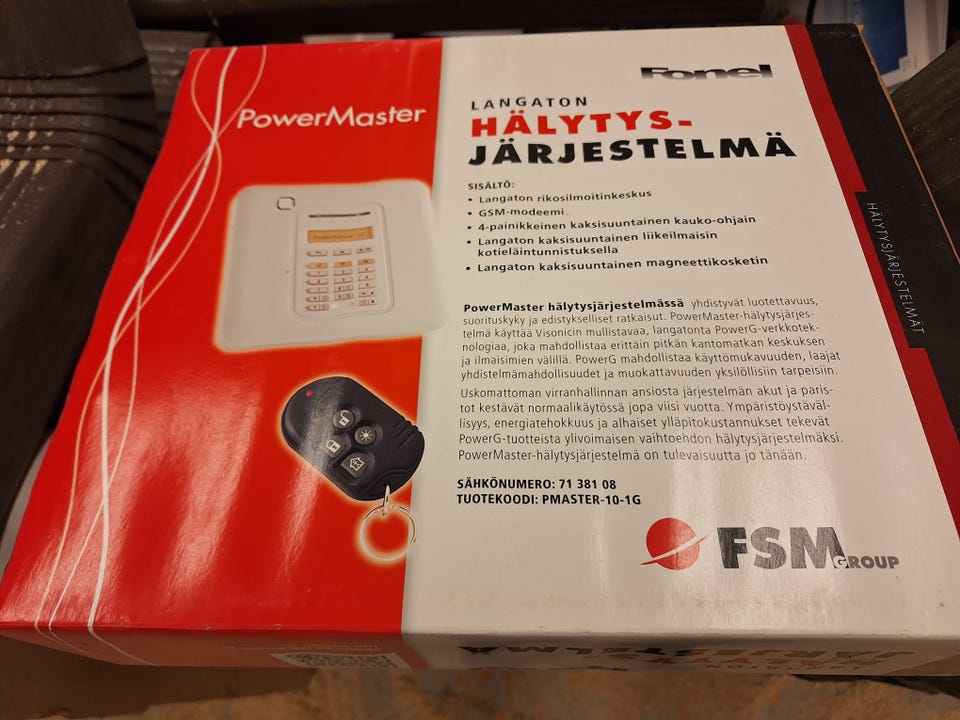 PowerMaster
PowerMaster-10
Fonel
LANGATON
HÄLYTYS-
JÄRJESTELMÄ
SISÄLTÖ:
• Langaton rikosilmoitinkeskus
• GSM-modeemi
• 4-painikkeinen kaksisuuntainen kauko-ohjain
• Langaton kaksisuuntainen liikeilmaisin
kotieläintunnistuksella
• Langaton kaksisuuntainen magneettikosketin
PowerMaster hälytysjärjestelmässä yhdistyvät luotettavuus,
suorituskyky ja edistykselliset ratkaisut. PowerMaster-hälytysjärjes-
telmä käyttää Visonicin mullistavaa, langatonta PowerG-verkkotek-
nologiaa, joka mahdollistaa erittäin pitkän kantomatkan keskuksen
ja ilmaisimien välillä. PowerG mahdollistaa käyttömukavuuden, laajat
yhdistelmämahdollisuudet ja muokattavuuden yksilöllisiin tarpeisiin.
Uskomattoman virranhallinnan ansiosta järjestelmän akut ja paris-
tot kestävät normaalikäytössä jopa viisi vuotta. Ympäristöystäväl-
lisyys, energiatehokkuus ja alhaiset ylläpitokustannukset tekevät
PowerG-tuotteista ylivoimaisen vaihtoehdon hälytysjärjestelmäksi.
PowerMaster-hälytysjärjestelmä on tulevaisuutta jo tänään.
SÄHKÖNUMERO: 71 381 08
TUOTEKOODI: PMASTER-10-1G
FSM GROUP
HÄLYTYSJÄRJESTELMÄT
LANGATON
HÄLYTYS-
JÄRJESTELMÄ